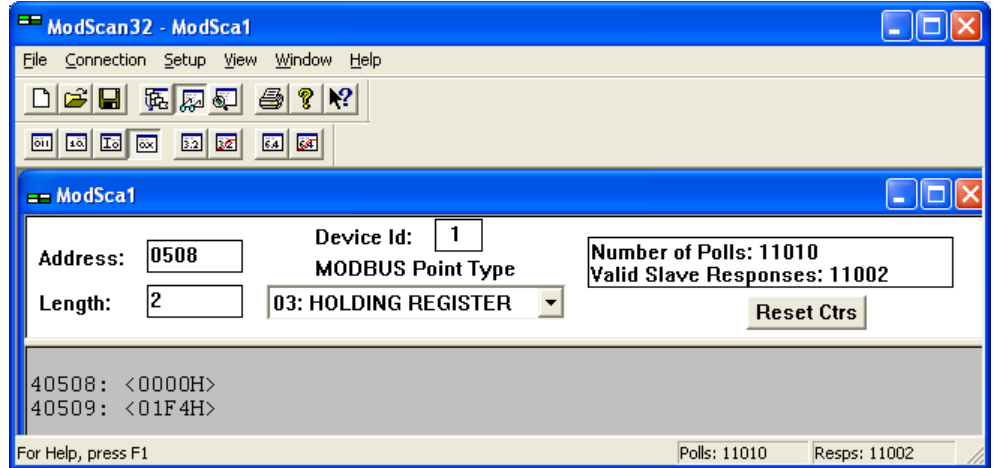 ModScan32 - ModSca1
File Connection Setup View Window Help
ModSca1
Address: 0508
Device Id: 1
MODBUS Point Type
Length: 2
03: HOLDING REGISTER
Number of Polls: 11010
Valid Slave Responses: 11002
Reset Ctrs
40508: <0000H>
40509: <01F4H>
For Help, press F1
Polls: 11010
Resps: 11002